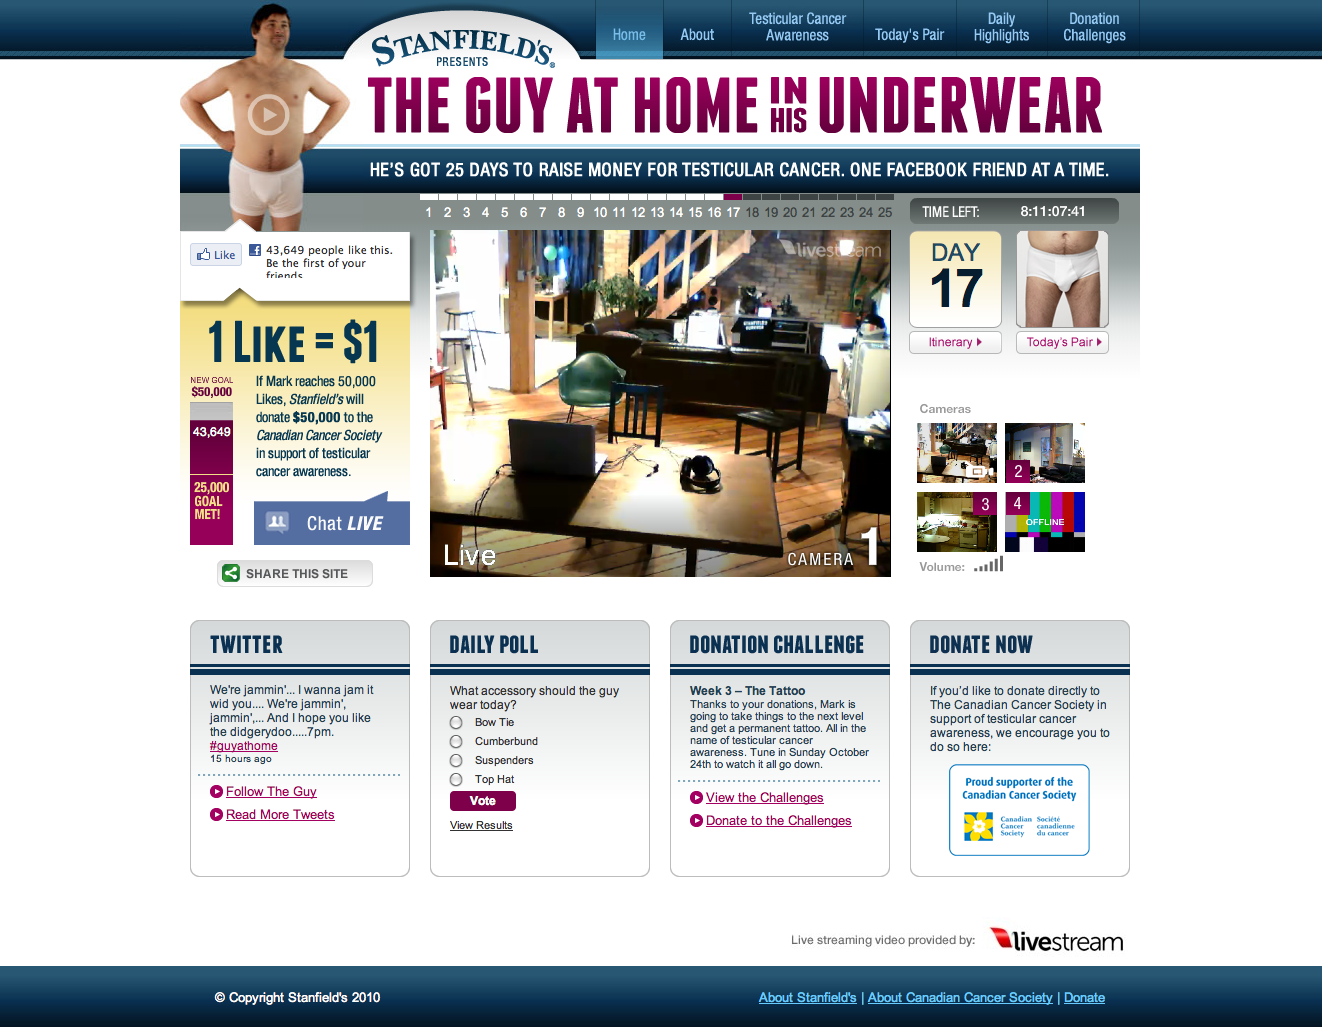 STANFIELD'S®
PRESENTS
Home
About
Testicular Cancer
Awareness
Today's Pair
Daily
Highlights
Donation
Challenges
THE GUY AT HOME IN HIS UNDERWEAR
HE'S GOT 25 DAYS TO RAISE MONEY FOR TESTICULAR CANCER. ONE FACEBOOK FRIEND AT A TIME.
1 2 3 4 5 6 7 8 9 10 11 12 13 14 15 16 17 18 19 20 21 22 23 24 25
TIME LEFT: 8:11:07:41
Like
43,649 people like this.
Be the first of your
friends.
1 LIKE = $1
NEW GOAL
$50,000
43,649
25,000
GOAL
MET!
If Mark reaches 50,000
Likes, Stanfield's will
donate $50,000 to the
Canadian Cancer Society
in support of testicular
cancer awareness.
Chat LIVE
SHARE THIS SITE
livestream
STANFIELD'S
Live
CAMERA 1
DAY
17
Itinerary
Today's Pair
Cameras
2
3
4
OFFLINE
Volume:
TWITTER
We're jammin'... I wanna jam it
wid you.... We're jammin',
jammin',... And I hope you like
the didgerydoo.....7pm.
#guyathome
15 hours ago
Follow The Guy
Read More Tweets
DAILY POLL
What accessory should the guy
wear today?
Bow Tie
Cumberbund
Suspenders
Top Hat
Vote
View Results
DONATION CHALLENGE
Week 3 – The Tattoo
Thanks to your donations, Mark is
going to take things to the next level
and get a permanent tattoo. All in the
name of testicular cancer
awareness. Tune in Sunday October
24th to watch it all go down.
View the Challenges
Donate to the Challenges
DONATE NOW
If you'd like to donate directly to
The Canadian Cancer Society in
support of testicular cancer
awareness, we encourage you to
do so here:
Proud supporter of the
Canadian Cancer Society
Canadian
Cancer
Society
Société
canadienne
du cancer
Live streaming video provided by:
livestream
© Copyright Stanfield's 2010
About Stanfield's | About Canadian Cancer Society | Donate